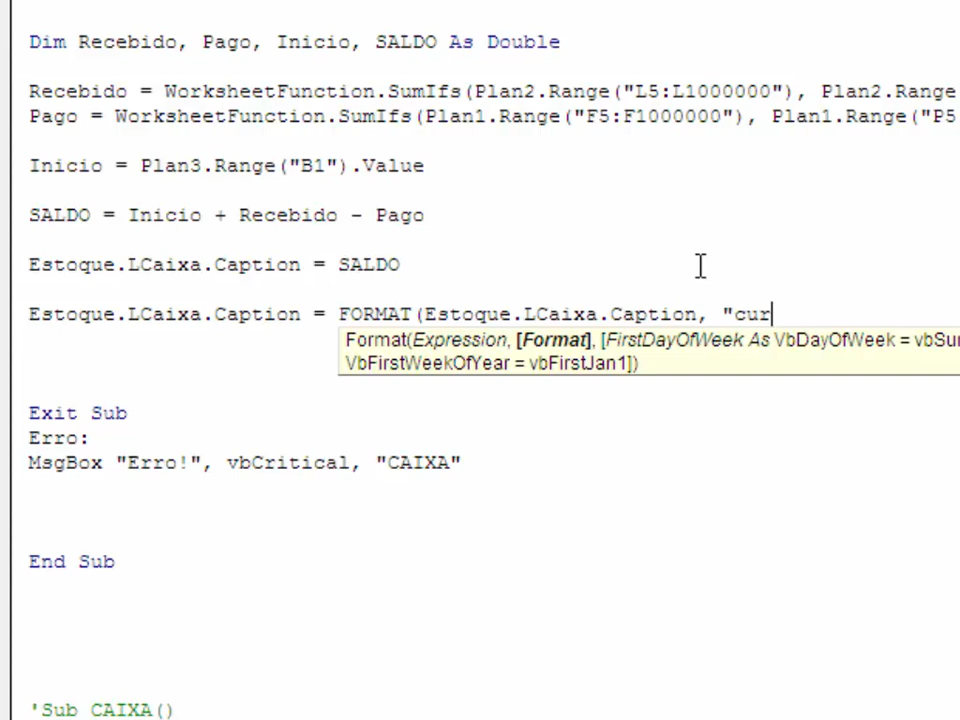 Dim Recebido, Pago, Inicio, SALDO As Double
Recebido = WorksheetFunction.SumIfs(Plan2.Range("L5:L1000000"), Plan2.Range
Pago = WorksheetFunction.SumIfs(Plan1.Range("F5:F1000000"), Plan1.Range("P5
Inicio = Plan3.Range("B1").Value
SALDO = Inicio + Recebido - Pago
Estoque.LCaixa.Caption = SALDO
Estoque.LCaixa.Caption = FORMAT(Estoque.LCaixa.Caption, "cur
Format(Expression, [Format], [FirstDayOfWeek As VbDayOfWeek = vbSun
VbFirstWeekOfYear = vbFirstJan1])
Exit Sub
Erro:
MsgBox "Erro!", vbCritical, "CAIXA"
End Sub
'Sub CAIXA()